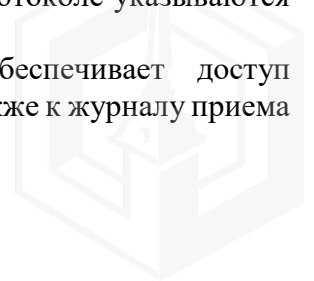 отоколе указываются
беспечивает доступ
кже к журналу приема